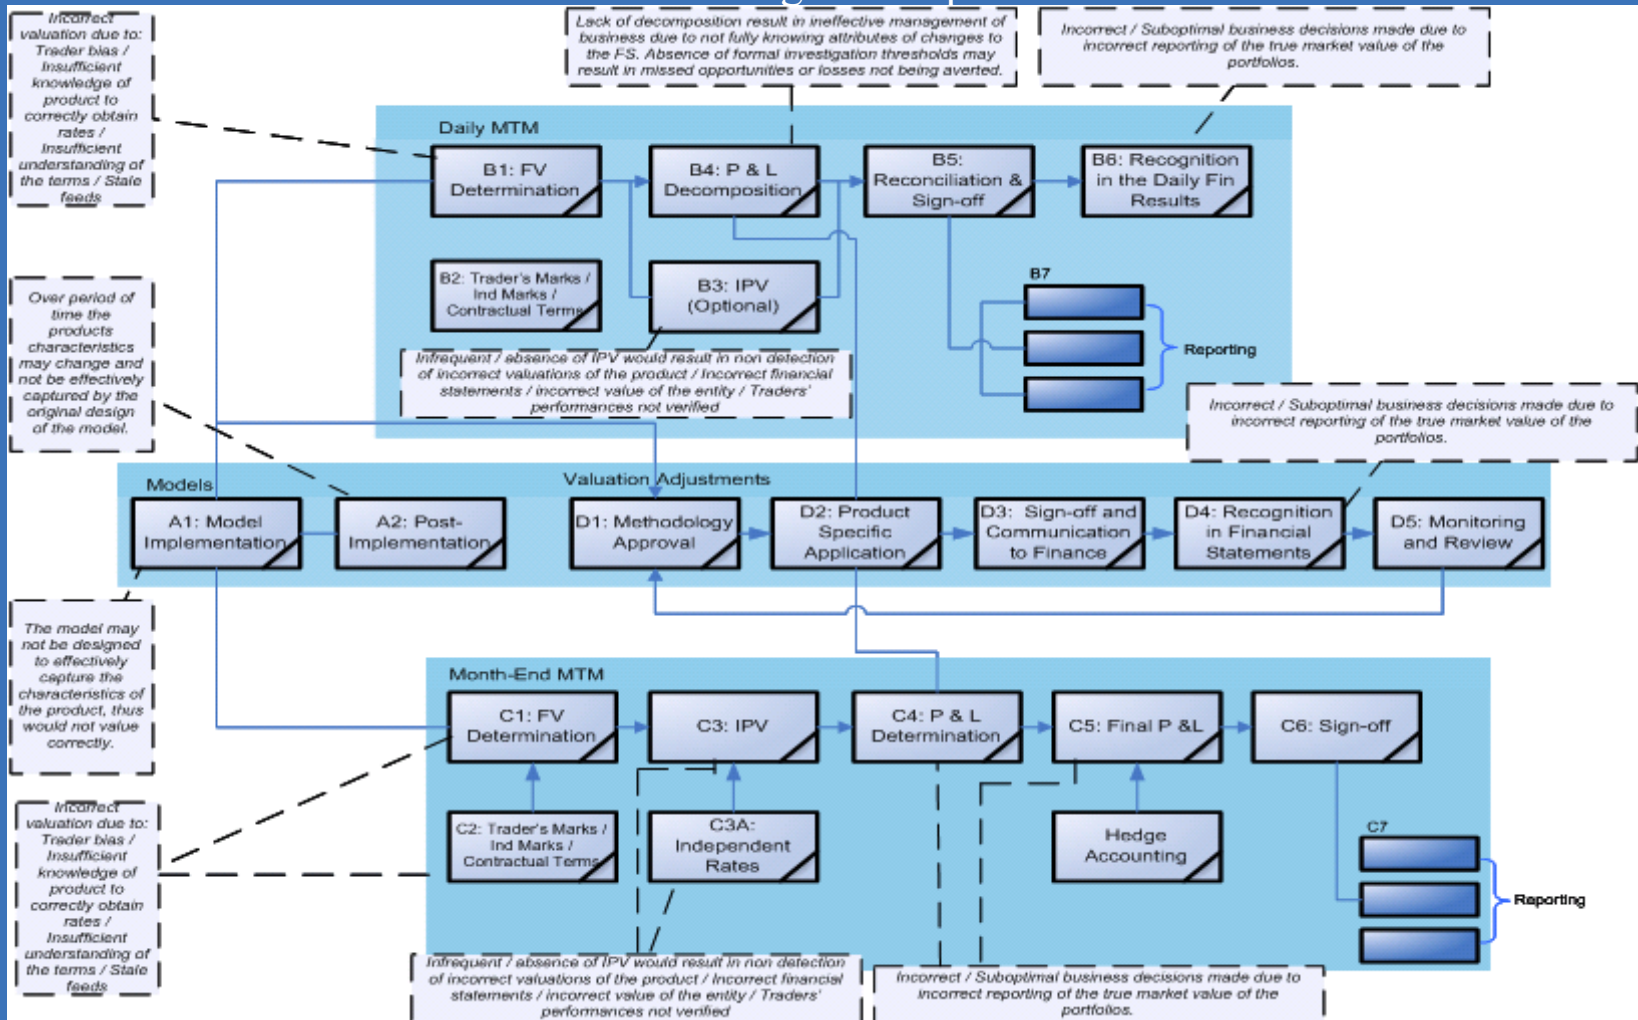 Incorrect
valuation due to:
Trader bias /
Insufficient
knowledge of
product to
correctly obtain
rates /
Insufficient
understanding of
the terms / Stale
feeds
Lack of decomposition result in ineffective management of
business due to not fully knowing attributes of changes to
the FS. Absence of formal investigation thresholds may
result in missed opportunities or losses not being averted.
Incorrect / Suboptimal business decisions made due to
incorrect reporting of the true market value of the
portfolios.
Daily MTM
B1: FV
Determination
B4: P & L
Decomposition
B5:
Reconciliation &
Sign-off
B6: Recognition
in the Daily Fin
Results
B2: Trader's Marks /
Ind Marks /
Contractual Terms
B3: IPV
(Optional)
B7
Reporting
Infrequent / absence of IPV would result in non detection
of incorrect valuations of the product / Incorrect financial
statements / incorrect value of the entity / Traders'
performances not verified
Over period of
time the
products
characteristics
may change and
not be effectively
captured by the
original design
of the model.
Incorrect / Suboptimal business decisions made due to
incorrect reporting of the true market value of the
portfolios.
Models
Valuation Adjustments
A1: Model
Implementation
A2: Post-
Implementation
D1: Methodology
Approval
D2: Product
Specific
Application
D3: Sign-off and
Communication
to Finance
D4: Recognition
in Financial
Statements
D5: Monitoring
and Review
The model may
not be designed
to effectively
capture the
characteristics of
the product, thus
would not value
correctly.
Month-End MTM
C1: FV
Determination
C3: IPV
C4: P & L
Determination
C5: Final P &L
C6: Sign-off
C2: Trader's Marks /
Ind Marks /
Contractual Terms
C3A:
Independent
Rates
Hedge
Accounting
C7
Reporting
Incorrect
valuation due to:
Trader bias /
Insufficient
knowledge of
product to
correctly obtain
rates /
Insufficient
understanding of
the terms / Stale
feeds
Infrequent / absence of IPV would result in non detection
of incorrect valuations of the product / Incorrect financial
statements / incorrect value of the entity / Traders'
performances not verified
Incorrect / Suboptimal business decisions made due to
incorrect reporting of the true market value of the
portfolios.